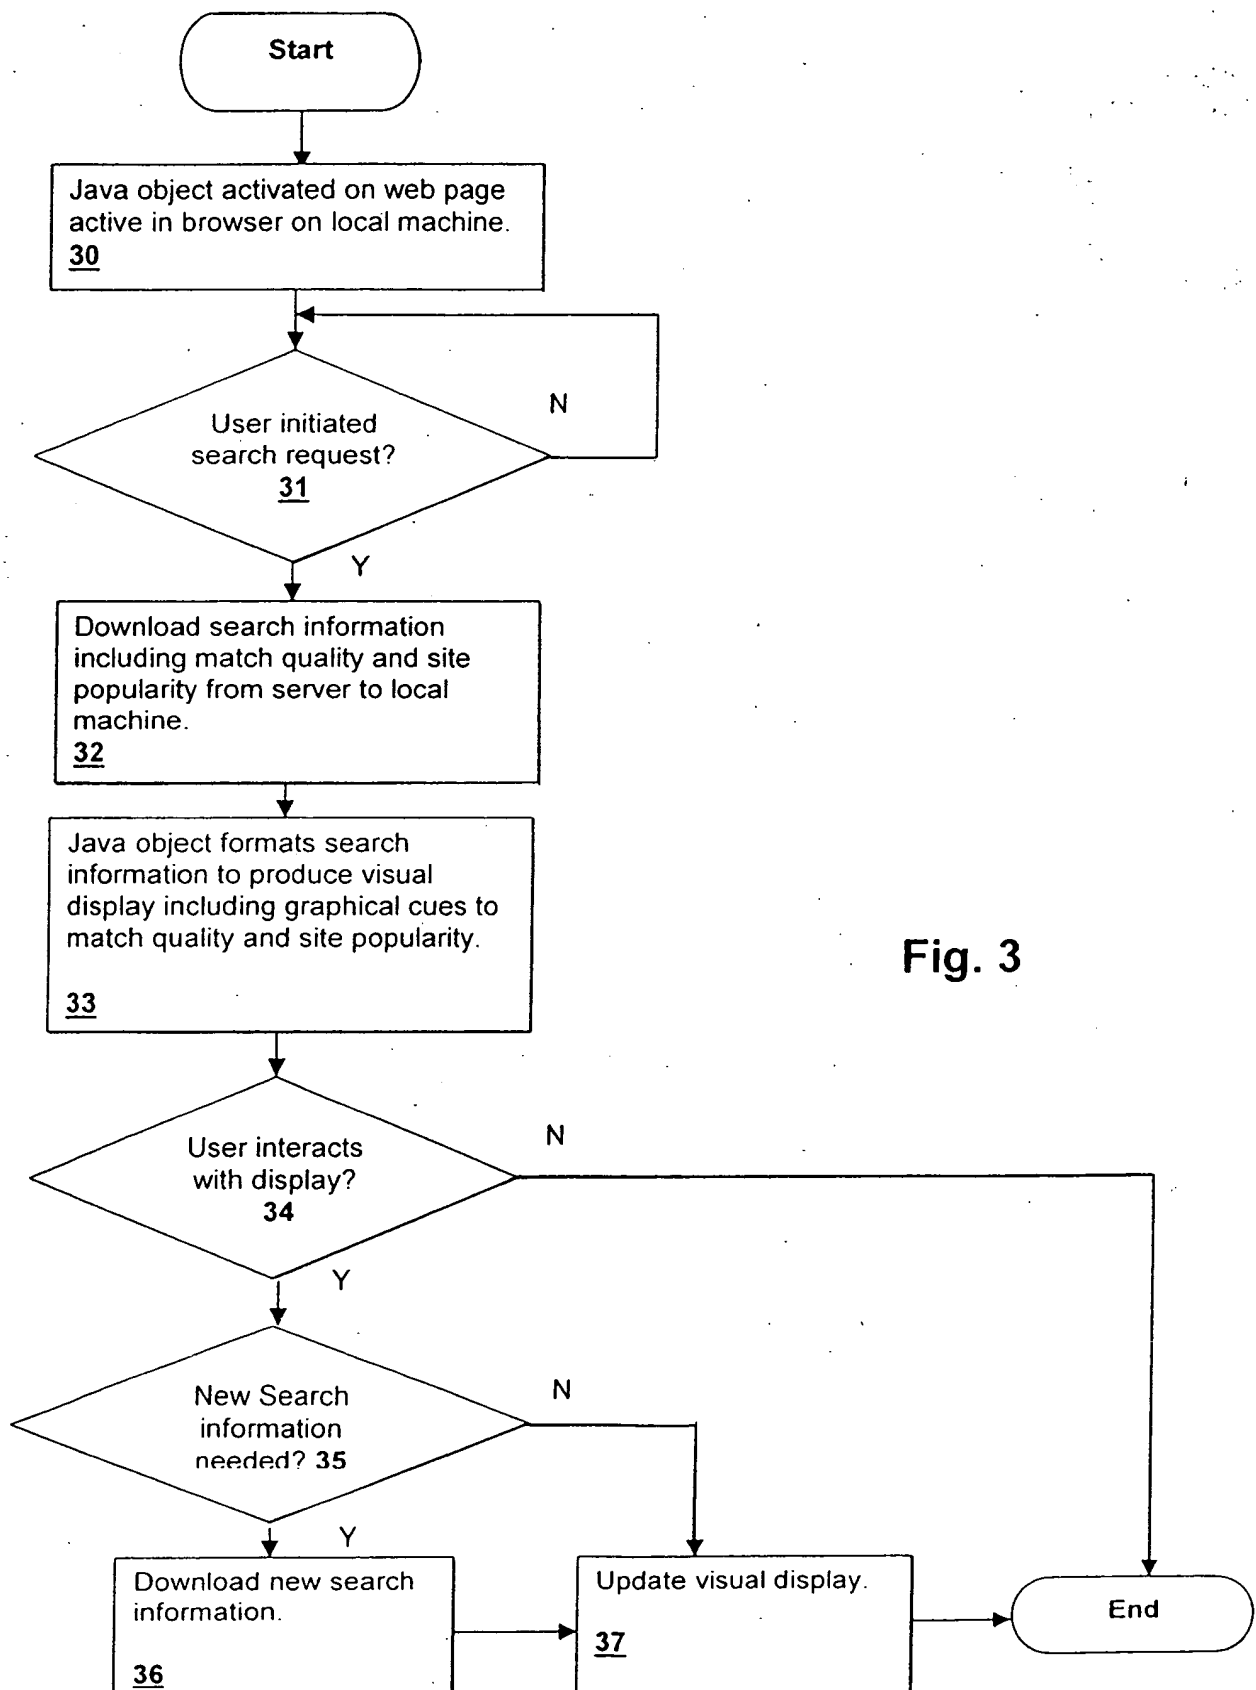 Start
Java object activated on web page
active in browser on local machine.
30
N
User initiated
search request?
31
Y
Download search information
including match quality and site
popularity from server to local
machine.
32
Java object formats search
information to produce visual
display including graphical cues to
match quality and site popularity.
33
Fig. 3
N
User interacts
with display?
34
Y
N
New Search
information
needed? 35
Y
Download new search
information.
36
Update visual display.
37
End